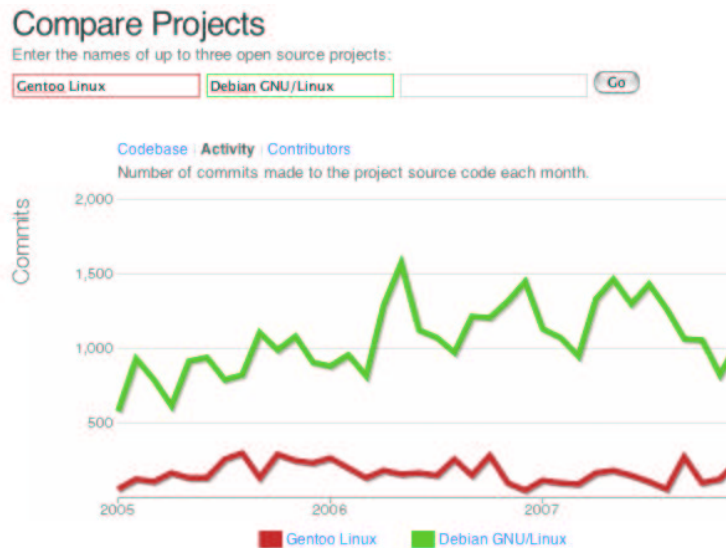 Compare Projects
Enter the names of up to three open source projects:
Gentoo Linux Debian GNU/Linux Go
Codebase Activity Contributors
Number of commits made to the project source code each month.
Commits
2,000
1,500
1,000
500
2005 2006 2007
Gentoo Linux Debian GNU/Linux